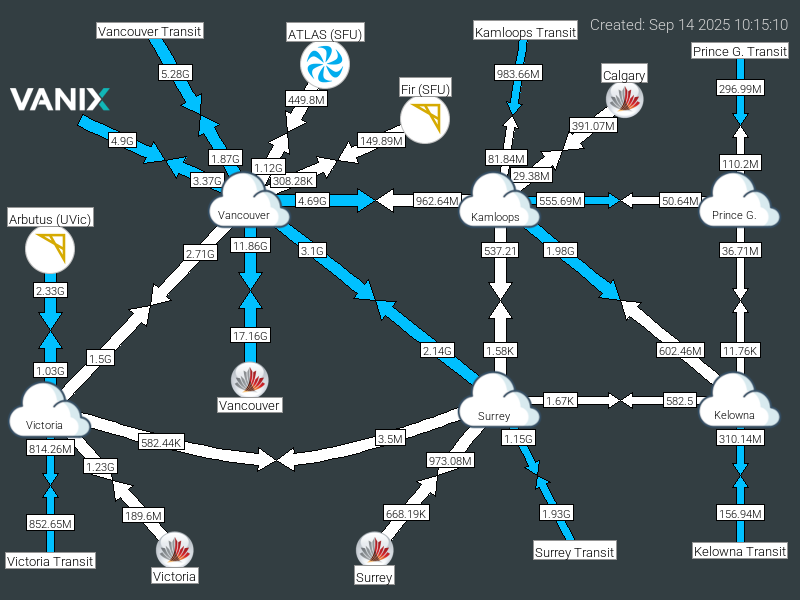 Created: Sep 14 2025 10:15:10
Vancouver Transit
ATLAS (SFU)
Kamloops Transit
Prince G. Transit
5.28G
983.66M
Calgary
Fir (SFU)
296.99M
VANIX
449.8M
391.07M
4.9G
149.89M
1.87G
1.12G
81.84M
110.2M
3.37G
308.28K
29.38M
4.69G
962.64M
555.69M
50.64M
Vancouver
Kamloops
Prince G.
Arbutus (UVic)
2.71G
11.86G
3.1G
537.21
1.98G
36.71M
2.33G
17.16G
1.5G
2.14G
1.58K
602.46M
11.76K
1.03G
Vancouver
1.67K
582.5
Victoria
Surrey
Kelowna
582.44K
3.5M
1.15G
310.14M
814.26M
1.23G
973.08M
852.65M
189.6M
668.19K
1.93G
156.94M
Victoria Transit
Victoria
Surrey
Surrey Transit
Kelowna Transit